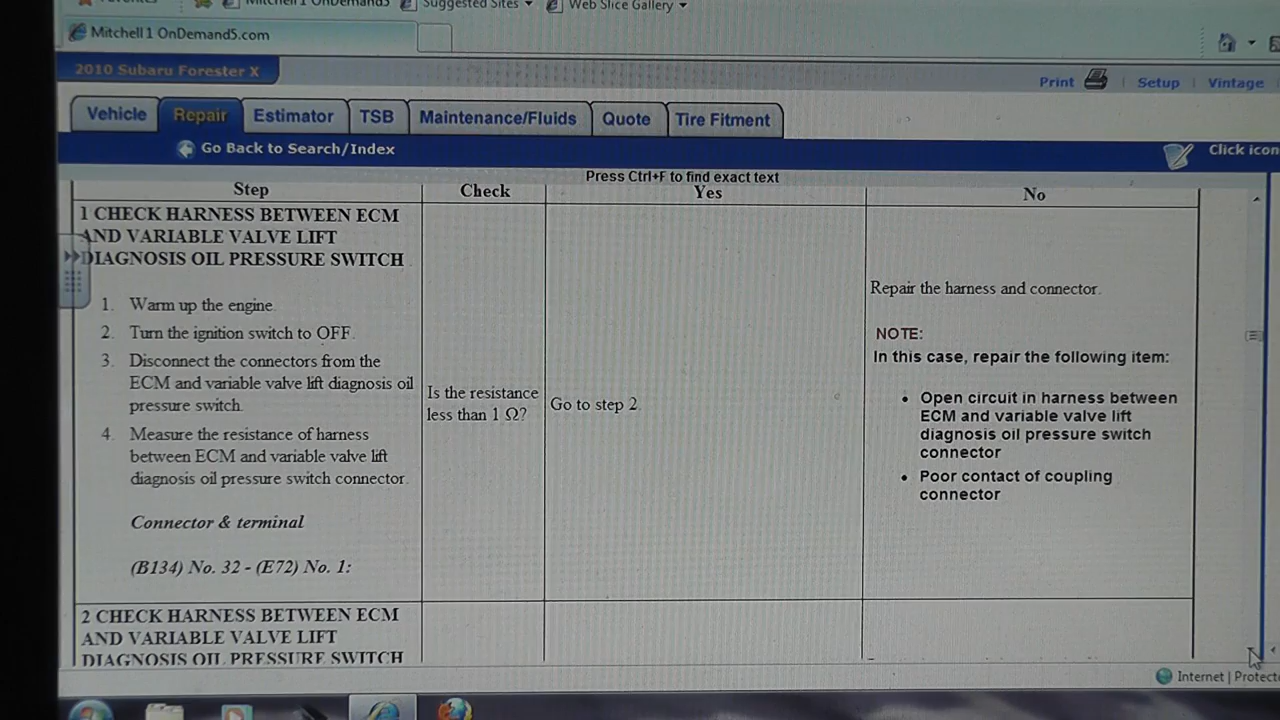 Mitchell1 OnDemand5
Suggested Sites
Web Slice Gallery
Mitchell1 OnDemand5.com
2010 Subaru Forester X
Print
Setup
Vintage
Vehicle
Repair
Estimator
TSB
Maintenance/Fluids
Quote
Tire Fitment
Go Back to Search/Index
Click icon
Press Ctrl+F to find exact text
Step
Check
Yes
No
1 CHECK HARNESS BETWEEN ECM
AND VARIABLE VALVE LIFT
DIAGNOSIS OIL PRESSURE SWITCH
1. Warm up the engine.
2. Turn the ignition switch to OFF.
3. Disconnect the connectors from the
ECM and variable valve lift diagnosis oil
pressure switch.
4. Measure the resistance of harness
between ECM and variable valve lift
diagnosis oil pressure switch connector.
Connector & terminal
(B134) No. 32 - (E72) No. 1:
Is the resistance
less than 1 Ω?
Go to step 2.
Repair the harness and connector.
NOTE:
In this case, repair the following item:
• Open circuit in harness between
ECM and variable valve lift
diagnosis oil pressure switch
connector
• Poor contact of coupling
connector
2 CHECK HARNESS BETWEEN ECM
AND VARIABLE VALVE LIFT
DIAGNOSIS OIL PRESSURE SWITCH
Internet | Protect